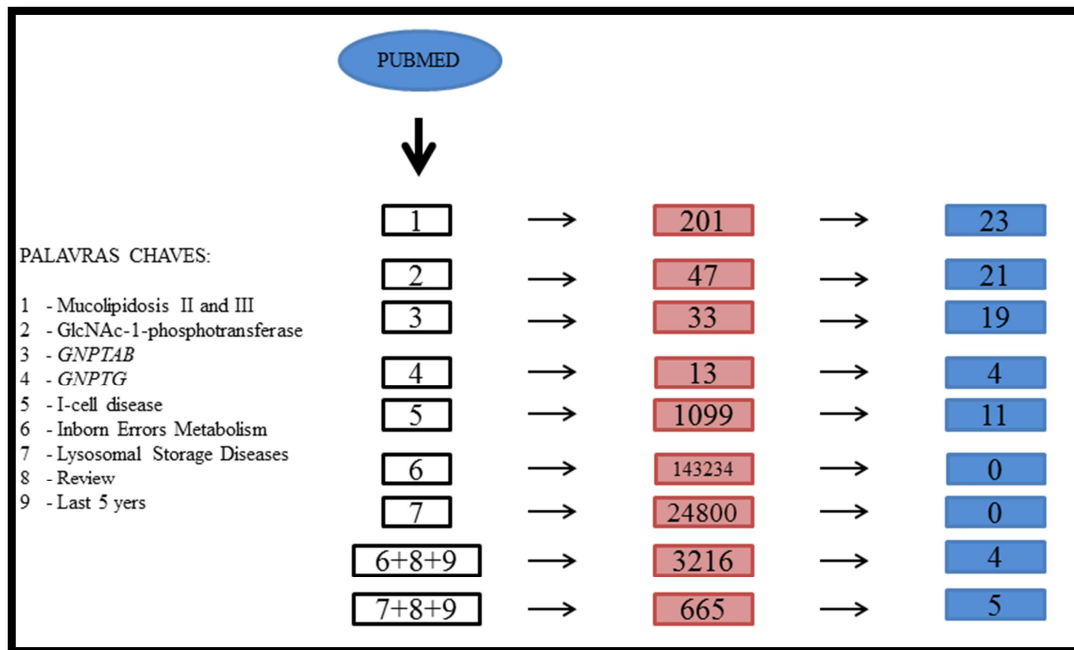 PUBMED
PALAVRAS CHAVES:
1 - Mucolipidosis II and III
2 - GlcNAc-1-phosphotransferase
3 - GNPTAB
4 - GNPTG
5 - I-cell disease
6 - Inborn Errors Metabolism
7 - Lysosomal Storage Diseases
8 - Review
9 - Last 5 yers
1 → 201 → 23
2 → 47 → 21
3 → 33 → 19
4 → 13 → 4
5 → 1099 → 11
6 → 143234 → 0
7 → 24800 → 0
6+8+9 → 3216 → 4
7+8+9 → 665 → 5